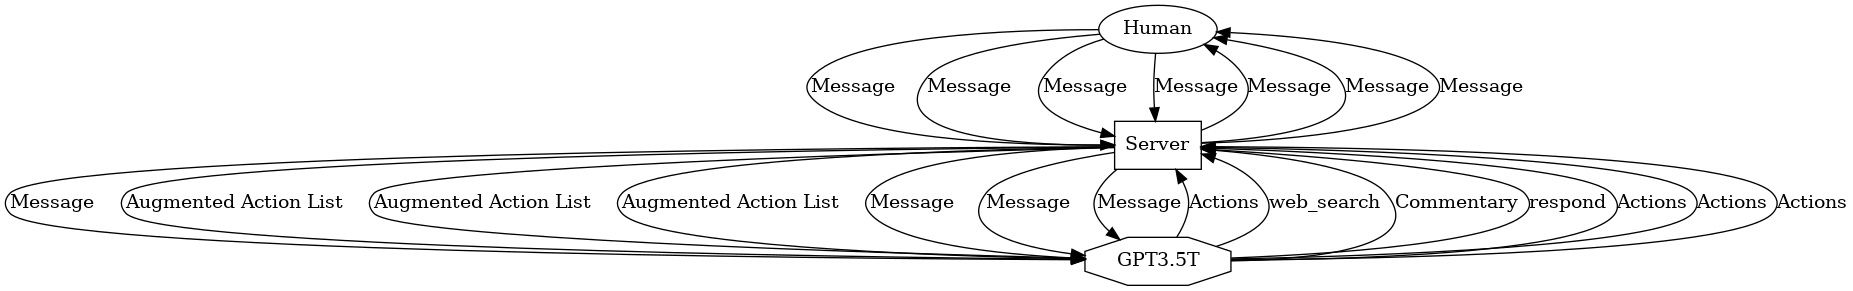 Human
Message
Message
Message
Message
Message
Message
Message
Server
Message
Augmented Action List
Augmented Action List
Augmented Action List
Message
Message
Message
Actions
web_search
Commentary
respond
Actions
Actions
Actions
GPT3.5T